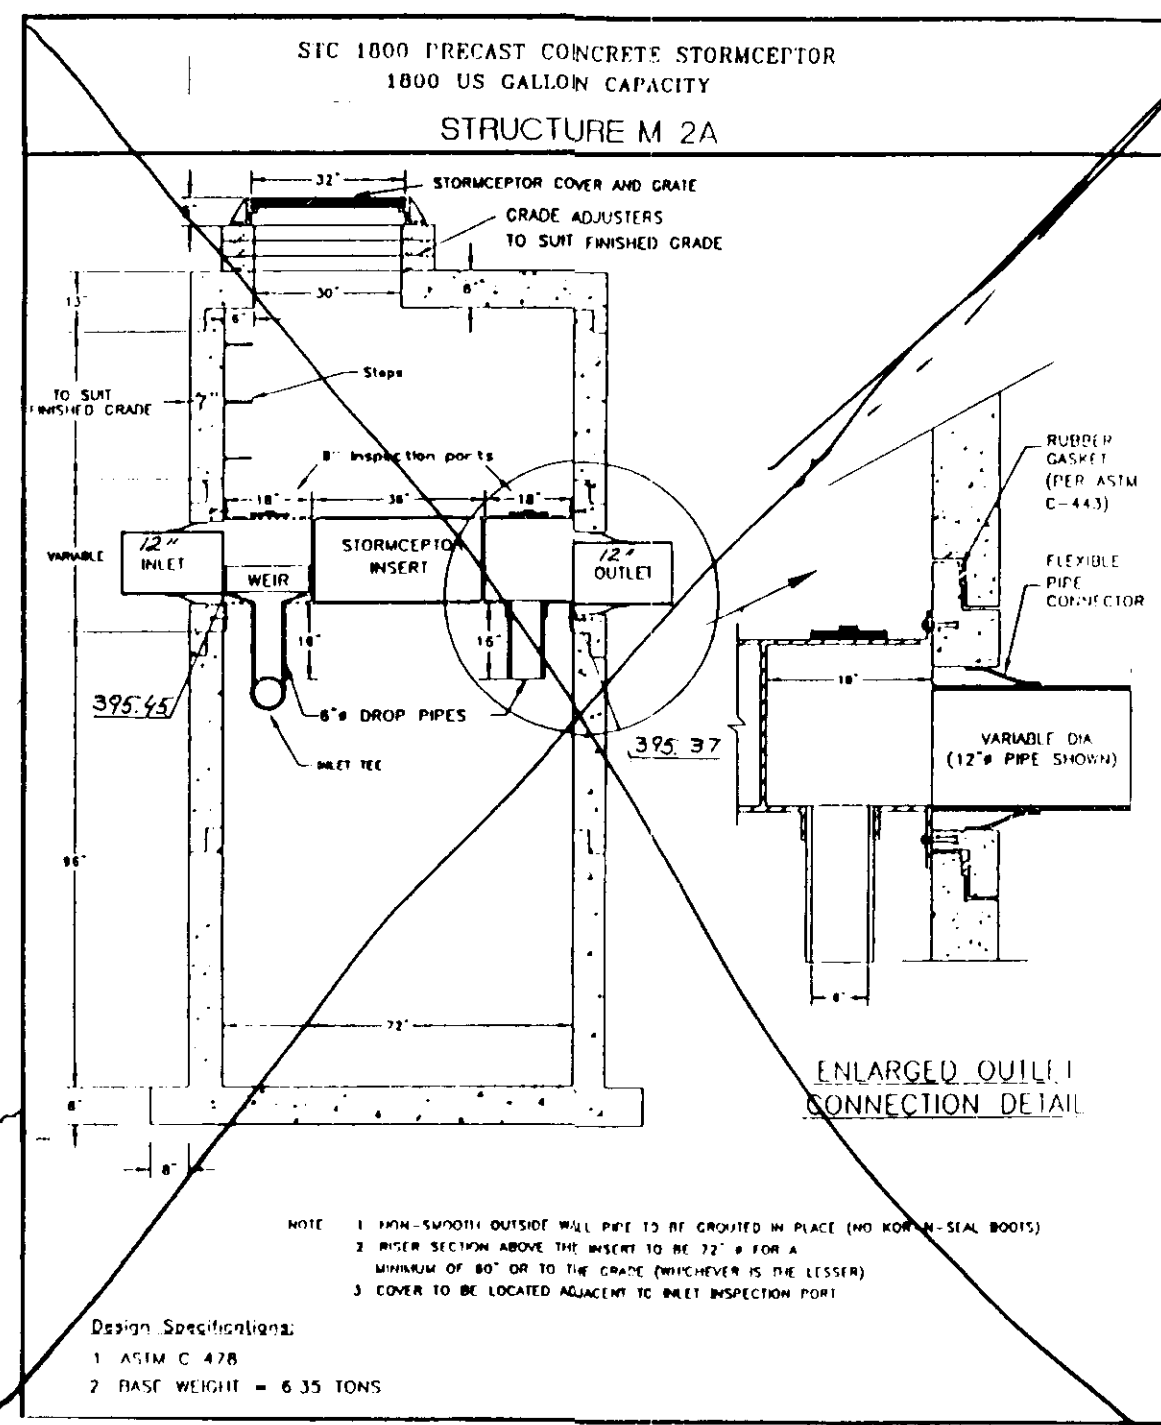 STC 1800 PRECAST CONCRETE STORMCEPTOR
1800 US GALLON CAPACITY
STRUCTURE M 2A
32"
STORMCEPTOR COVER AND GRATE
GRADE ADJUSTERS
TO SUIT FINISHED GRADE
13"
30"
6"
Steps
TO SUIT
FINISHED GRADE
7"
8" Inspection ports
18"
36"
18"
VARIABLE
12"
INLET
WEIR
STORMCEPTOR
INSERT
12"
OUTLET
16"
395.45
6"ø DROP PIPES
395.37
INLET TEE
96"
72"
8"
RUBBER
GASKET
(PER ASTM
C-443)
FLEXIBLE
PIPE
CONNECTOR
18"
VARIABLE DIA
(12"ø PIPE SHOWN)
ENLARGED OUTLET
CONNECTION DETAIL
NOTE 1 NON-SMOOTH OUTSIDE WALL PIPE TO BE GROUTED IN PLACE (NO KOR-N-SEAL BOOTS)
2 RISER SECTION ABOVE THE INSERT TO BE 72" ø FOR A
MINIMUM OF 60" OR TO THE GRADE (WHICHEVER IS THE LESSER)
3 COVER TO BE LOCATED ADJACENT TO INLET INSPECTION PORT
Design Specifications:
1 ASTM C 478
2 BASE WEIGHT = 6.35 TONS